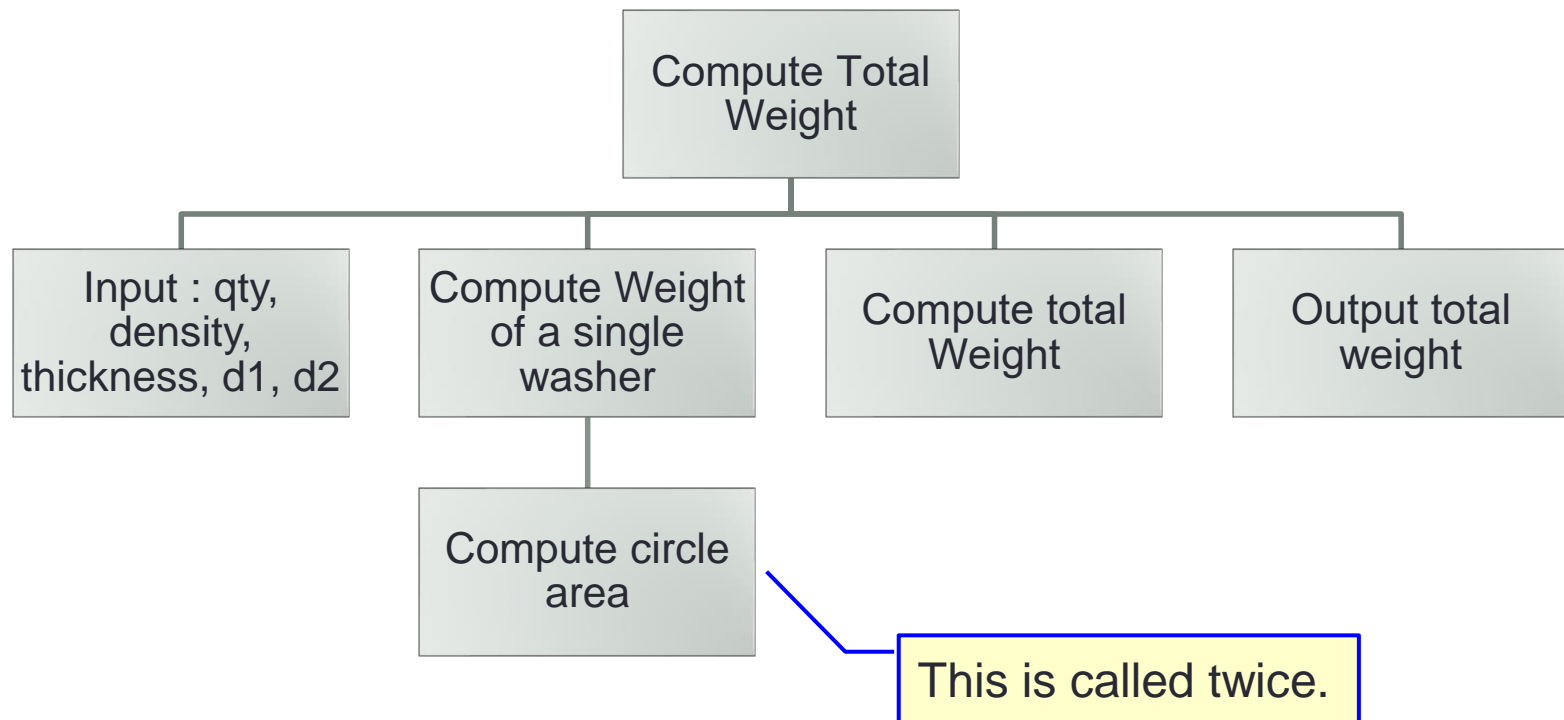 Compute Total
Weight
Input : qty,
density,
thickness, d1, d2
Compute Weight
of a single
washer
Compute total
Weight
Output total
weight
Compute circle
area
This is called twice.